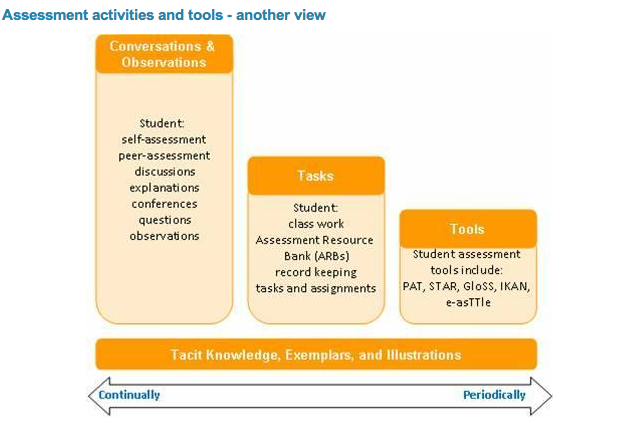 Assessment activities and tools - another view
Conversations &
Observations
Student:
self-assessment
peer-assessment
discussions
explanations
conferences
questions
observations
Tasks
Student:
class work
Assessment Resource
Bank (ARBs)
record keeping
tasks and assignments
Tools
Student assessment
tools include:
PAT, STAR, GloSS, IKAN,
e-asTTle
Tacit Knowledge, Exemplars, and Illustrations
Continually
Periodically